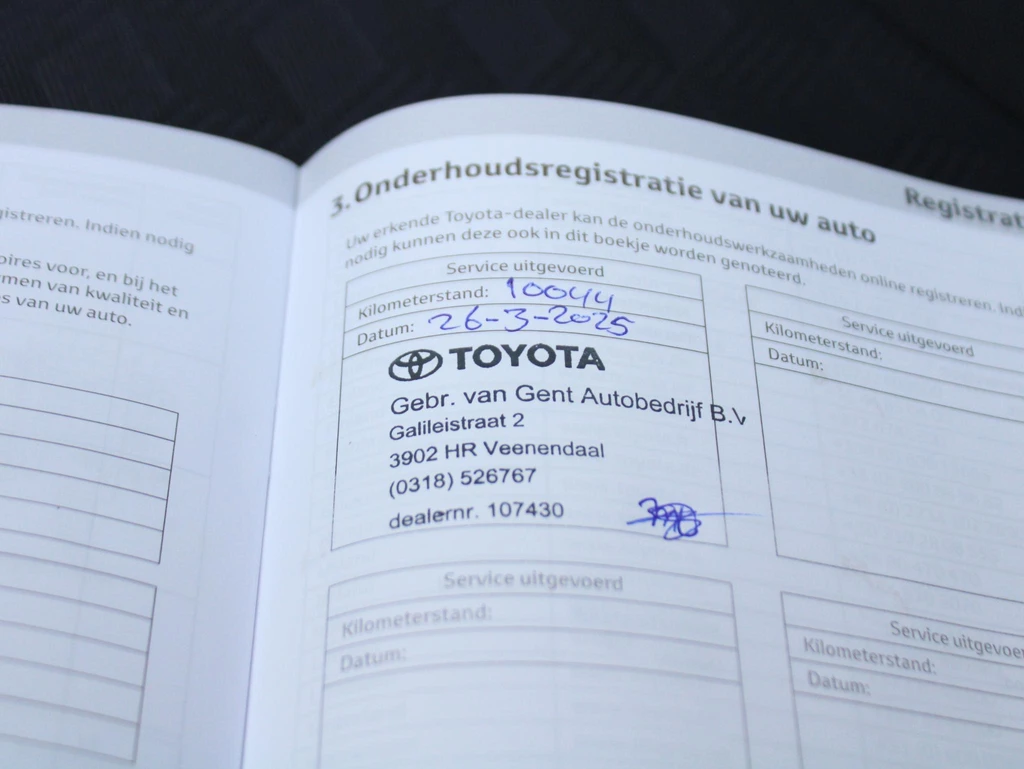 gistreren. Indien nodig
oires voor, en bij het
rmen van kwaliteit en
s van uw auto.
Registrat
3. Onderhoudsregistratie van uw auto
Uw erkende Toyota-dealer kan de onderhoudswerkzaamheden online registreren. Indi
nodig kunnen deze ook in dit boekje worden genoteerd.
Service uitgevoerd
Kilometerstand: 10044
Datum: 26-3-2025
TOYOTA
Gebr. van Gent Autobedrijf B.V
Galileistraat 2
3902 HR Veenendaal
(0318) 526767
dealernr. 107430
Service uitgevoerd
Kilometerstand:
Datum:
Service uitgevoerd
Kilometerstand:
Datum:
Service uitgevoer
Kilometerstand:
Datum: